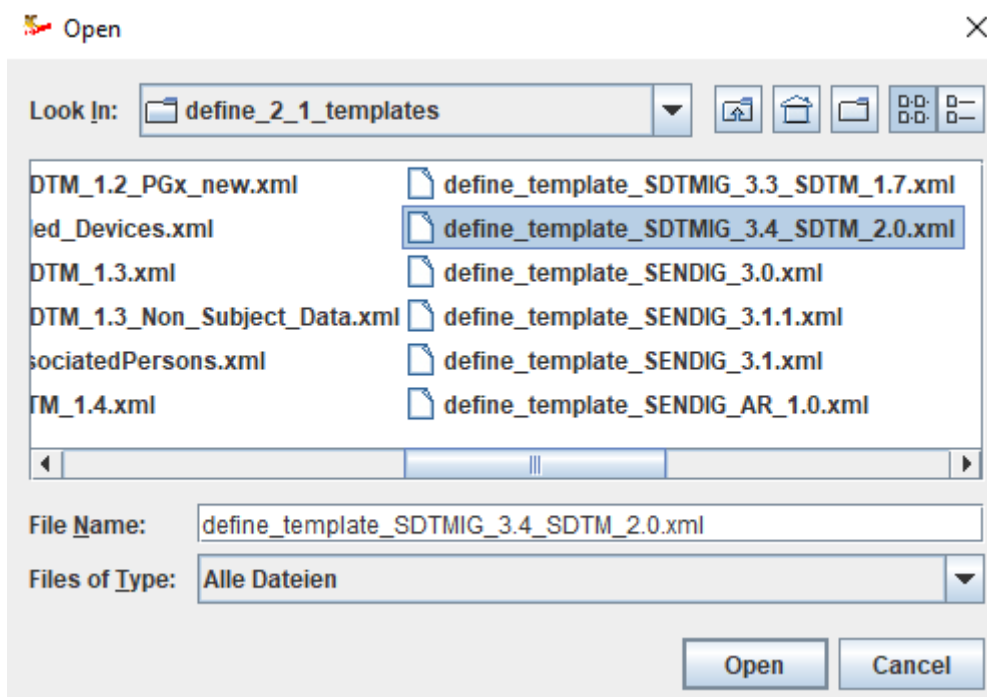 Open
Look In: define_2_1_templates
DTM_1.2_PGx_new.xml define_template_SDTMIG_3.3_SDTM_1.7.xml
led_Devices.xml define_template_SDTMIG_3.4_SDTM_2.0.xml
DTM_1.3.xml define_template_SENDIG_3.0.xml
DTM_1.3_Non_Subject_Data.xml define_template_SENDIG_3.1.1.xml
sociatedPersons.xml define_template_SENDIG_3.1.xml
TM_1.4.xml define_template_SENDIG_AR_1.0.xml
File Name: define_template_SDTMIG_3.4_SDTM_2.0.xml
Files of Type: Alle Dateien
Open Cancel